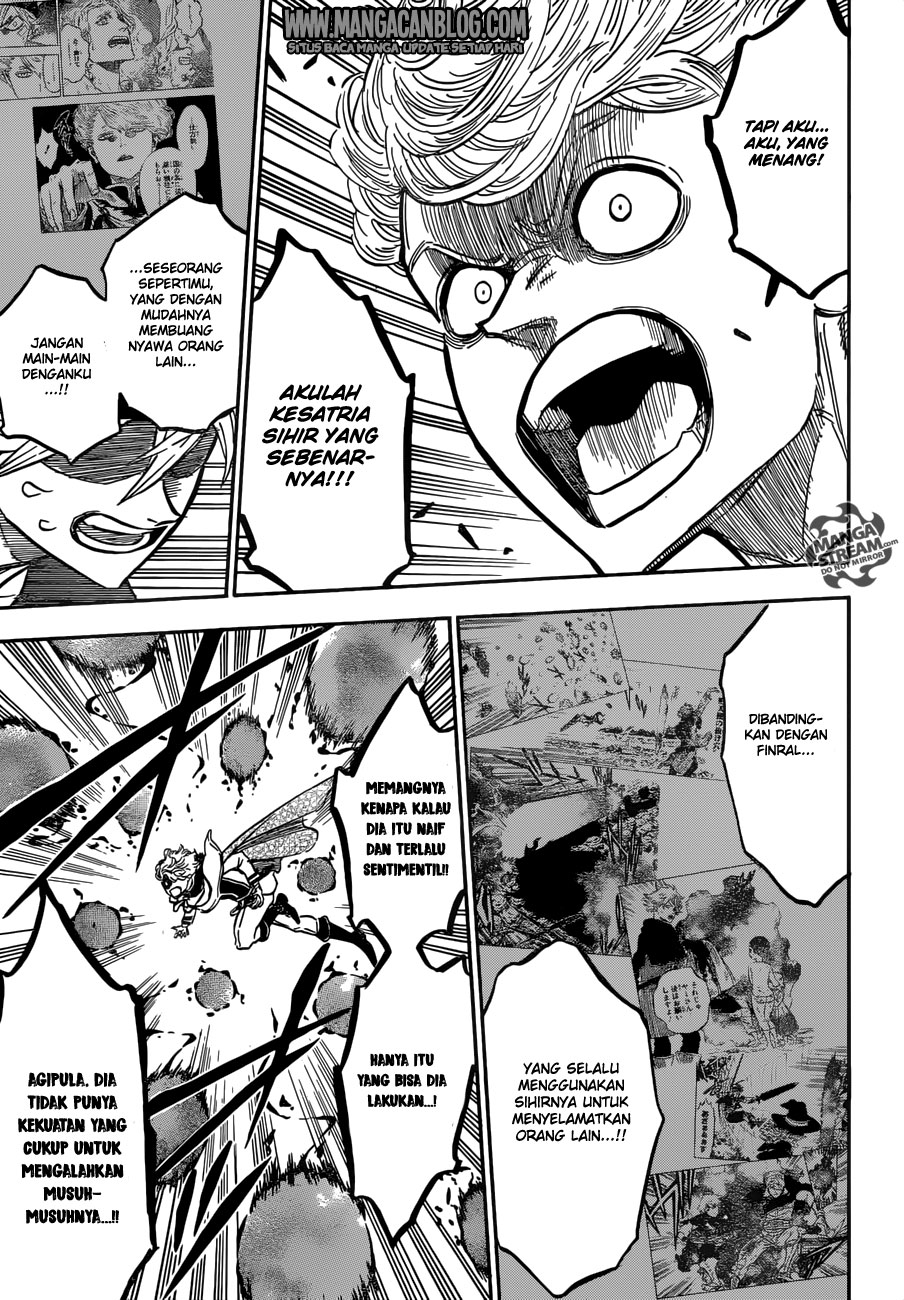 WWW.MANGACANBLOG.COM
SITUS BACA MANGA UPDATE SETIAP HARI
TAPI AKU...
AKU, YANG
MENANG!
AKULAH
KESATRIA
SIHIR YANG
SEBENAR-
NYA!!!
...SESEORANG
SEPERTIMU,
YANG DENGAN
MUDAHNYA
MEMBUANG
NYAWA ORANG
LAIN...
JANGAN
MAIN-MAIN
DENGANKU
...!!
MANGA
STREAM.com
DO NOT MIRROR
DIBANDING-
KAN DENGAN
FINRAL...
YANG SELALU
MENGGUNAKAN
SIHIRNYA UNTUK
MENYELAMATKAN
ORANG LAIN...!!
MEMANGNYA
KENAPA KALAU
DIA ITU NAIF
DAN TERLALU
SENTIMENTIL!!
HANYA ITU
YANG BISA DIA
LAKUKAN...!
AGIPULA, DIA
TIDAK PUNYA
KEKUATAN YANG
CUKUP UNTUK
MENGALAHKAN
MUSUH-
MUSUHNYA...!!